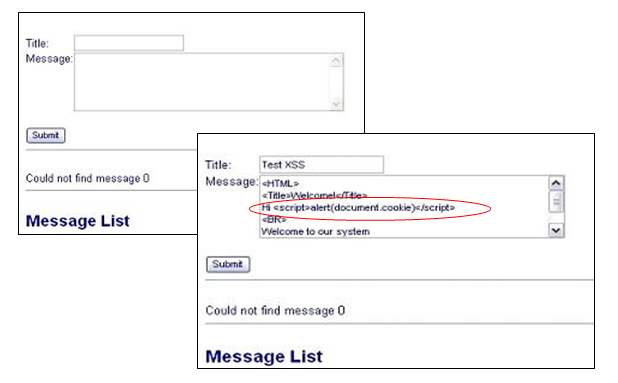 Title:
Message:
Submit
Could not find message 0
Message List
Title: Test XSS
Message: <HTML>
<Title>Welcome!</Title>
Hi <script>alert(document.cookie)</script>
<BR>
Welcome to our system
Submit
Could not find message 0
Message List